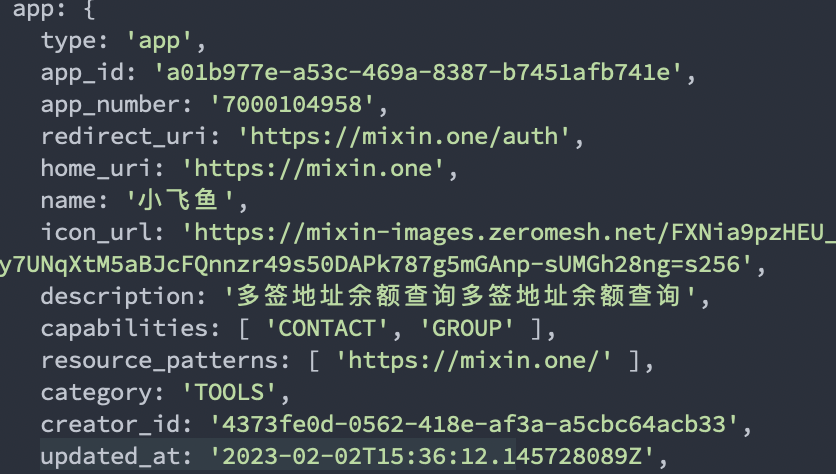 app: {
type: 'app',
app_id: 'a01b977e-a53c-469a-8387-b7451afb741e',
app_number: '7000104958',
redirect_uri: 'https://mixin.one/auth',
home_uri: 'https://mixin.one',
name: '小飞鱼',
icon_url: 'https://mixin-images.zeromesh.net/FXNia9pzHEU_
y7UNqXtM5aBJcFQnnzr49s50DAPk787g5mGAnp-sUMGh28ng=s256',
description: '多签地址余额查询多签地址余额查询',
capabilities: [ 'CONTACT', 'GROUP' ],
resource_patterns: [ 'https://mixin.one/' ],
category: 'TOOLS',
creator_id: '4373fe0d-0562-418e-af3a-a5cbc64acb33',
updated_at: '2023-02-02T15:36:12.145728089Z',